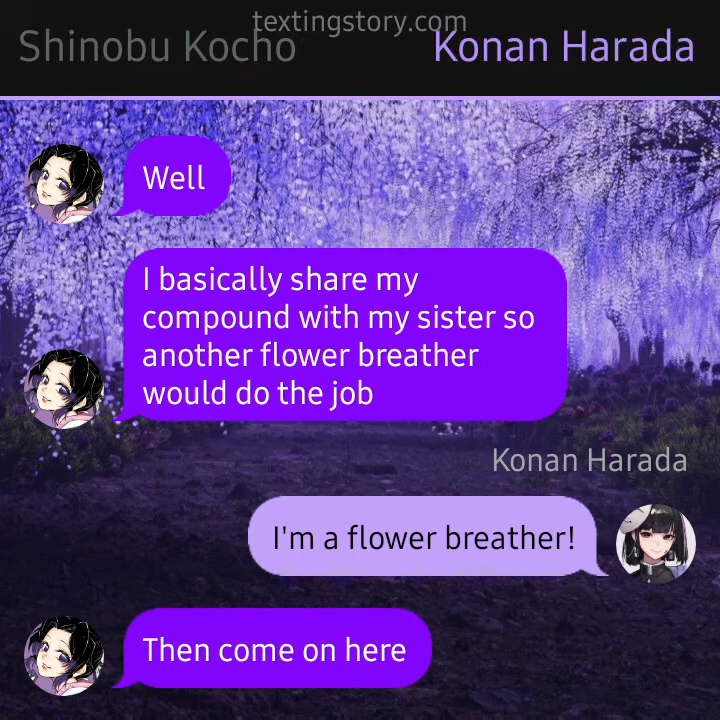 textingstory.com
Shinobu Kocho
Konan Harada
Well
I basically share my
compound with my sister so
another flower breather
would do the job
Konan Harada
I'm a flower breather!
Then come on here